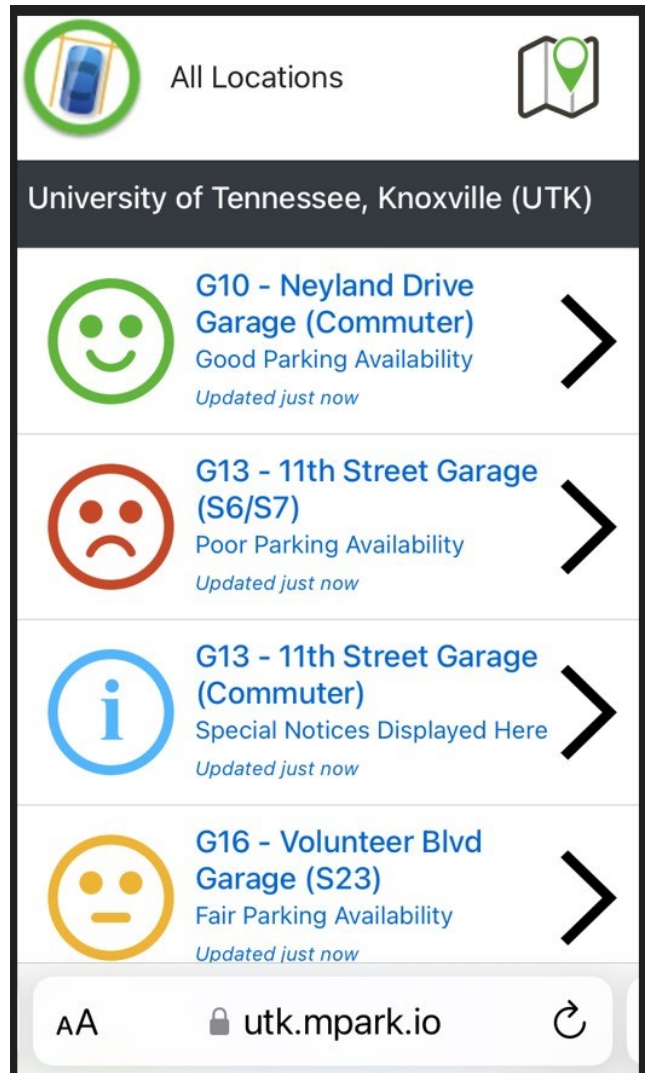 All Locations
University of Tennessee, Knoxville (UTK)
G10 - Neyland Drive
Garage (Commuter)
Good Parking Availability
Updated just now
G13 - 11th Street Garage
(S6/S7)
Poor Parking Availability
Updated just now
i
G13 - 11th Street Garage
(Commuter)
Special Notices Displayed Here
Updated just now
G16 - Volunteer Blvd
Garage (S23)
Fair Parking Availability
Updated just now
AA utk.mpark.io